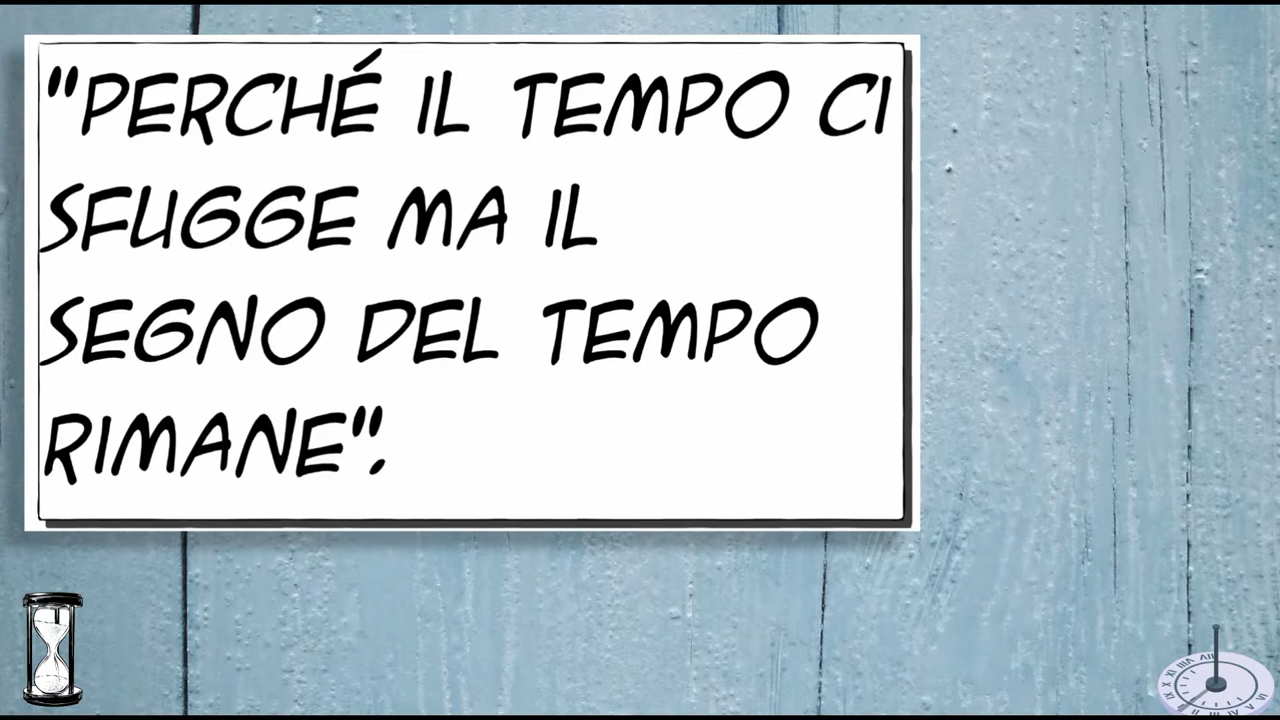 "PERCHÉ IL TEMPO CI
SFUGGE MA IL
SEGNO DEL TEMPO
RIMANE".